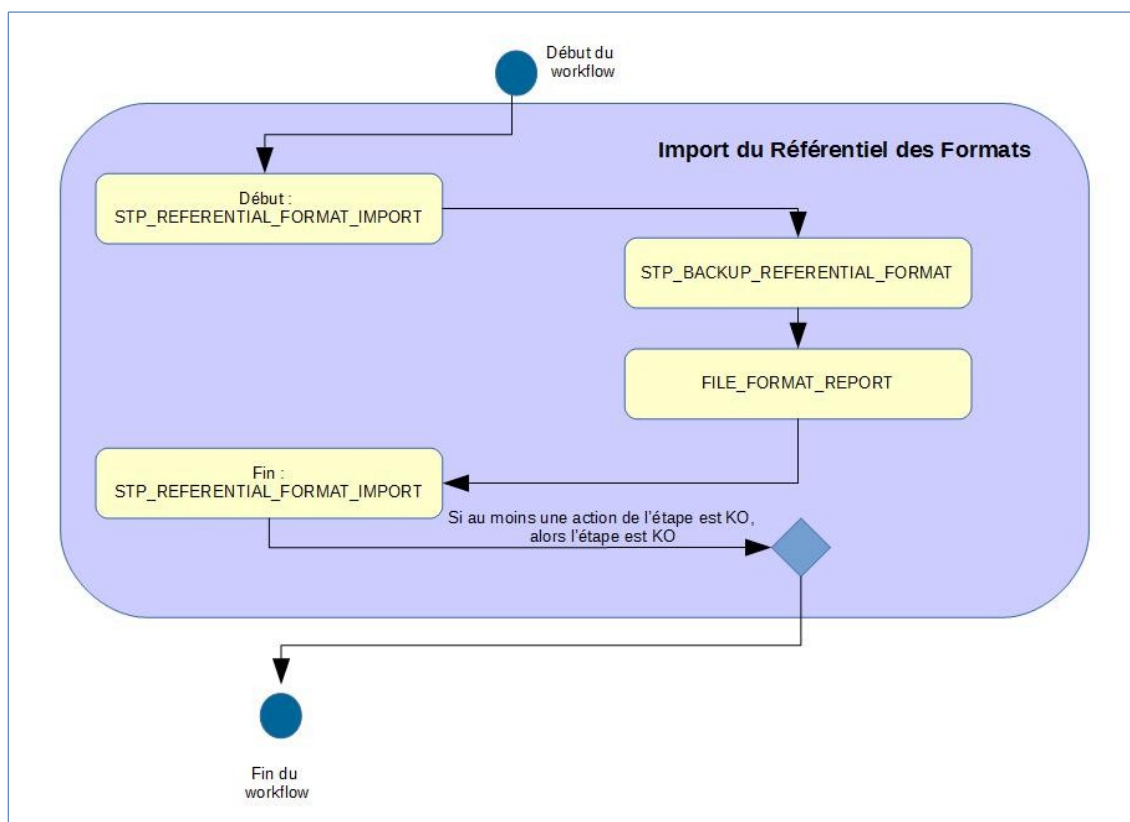 Début du
workflow
Import du Référentiel des Formats
Début :
STP_REFERENTIAL_FORMAT_IMPORT
STP_BACKUP_REFERENTIAL_FORMAT
FILE_FORMAT_REPORT
Fin :
STP_REFERENTIAL_FORMAT_IMPORT
Si au moins une action de l'étape est KO,
alors l'étape est KO
Fin du
workflow